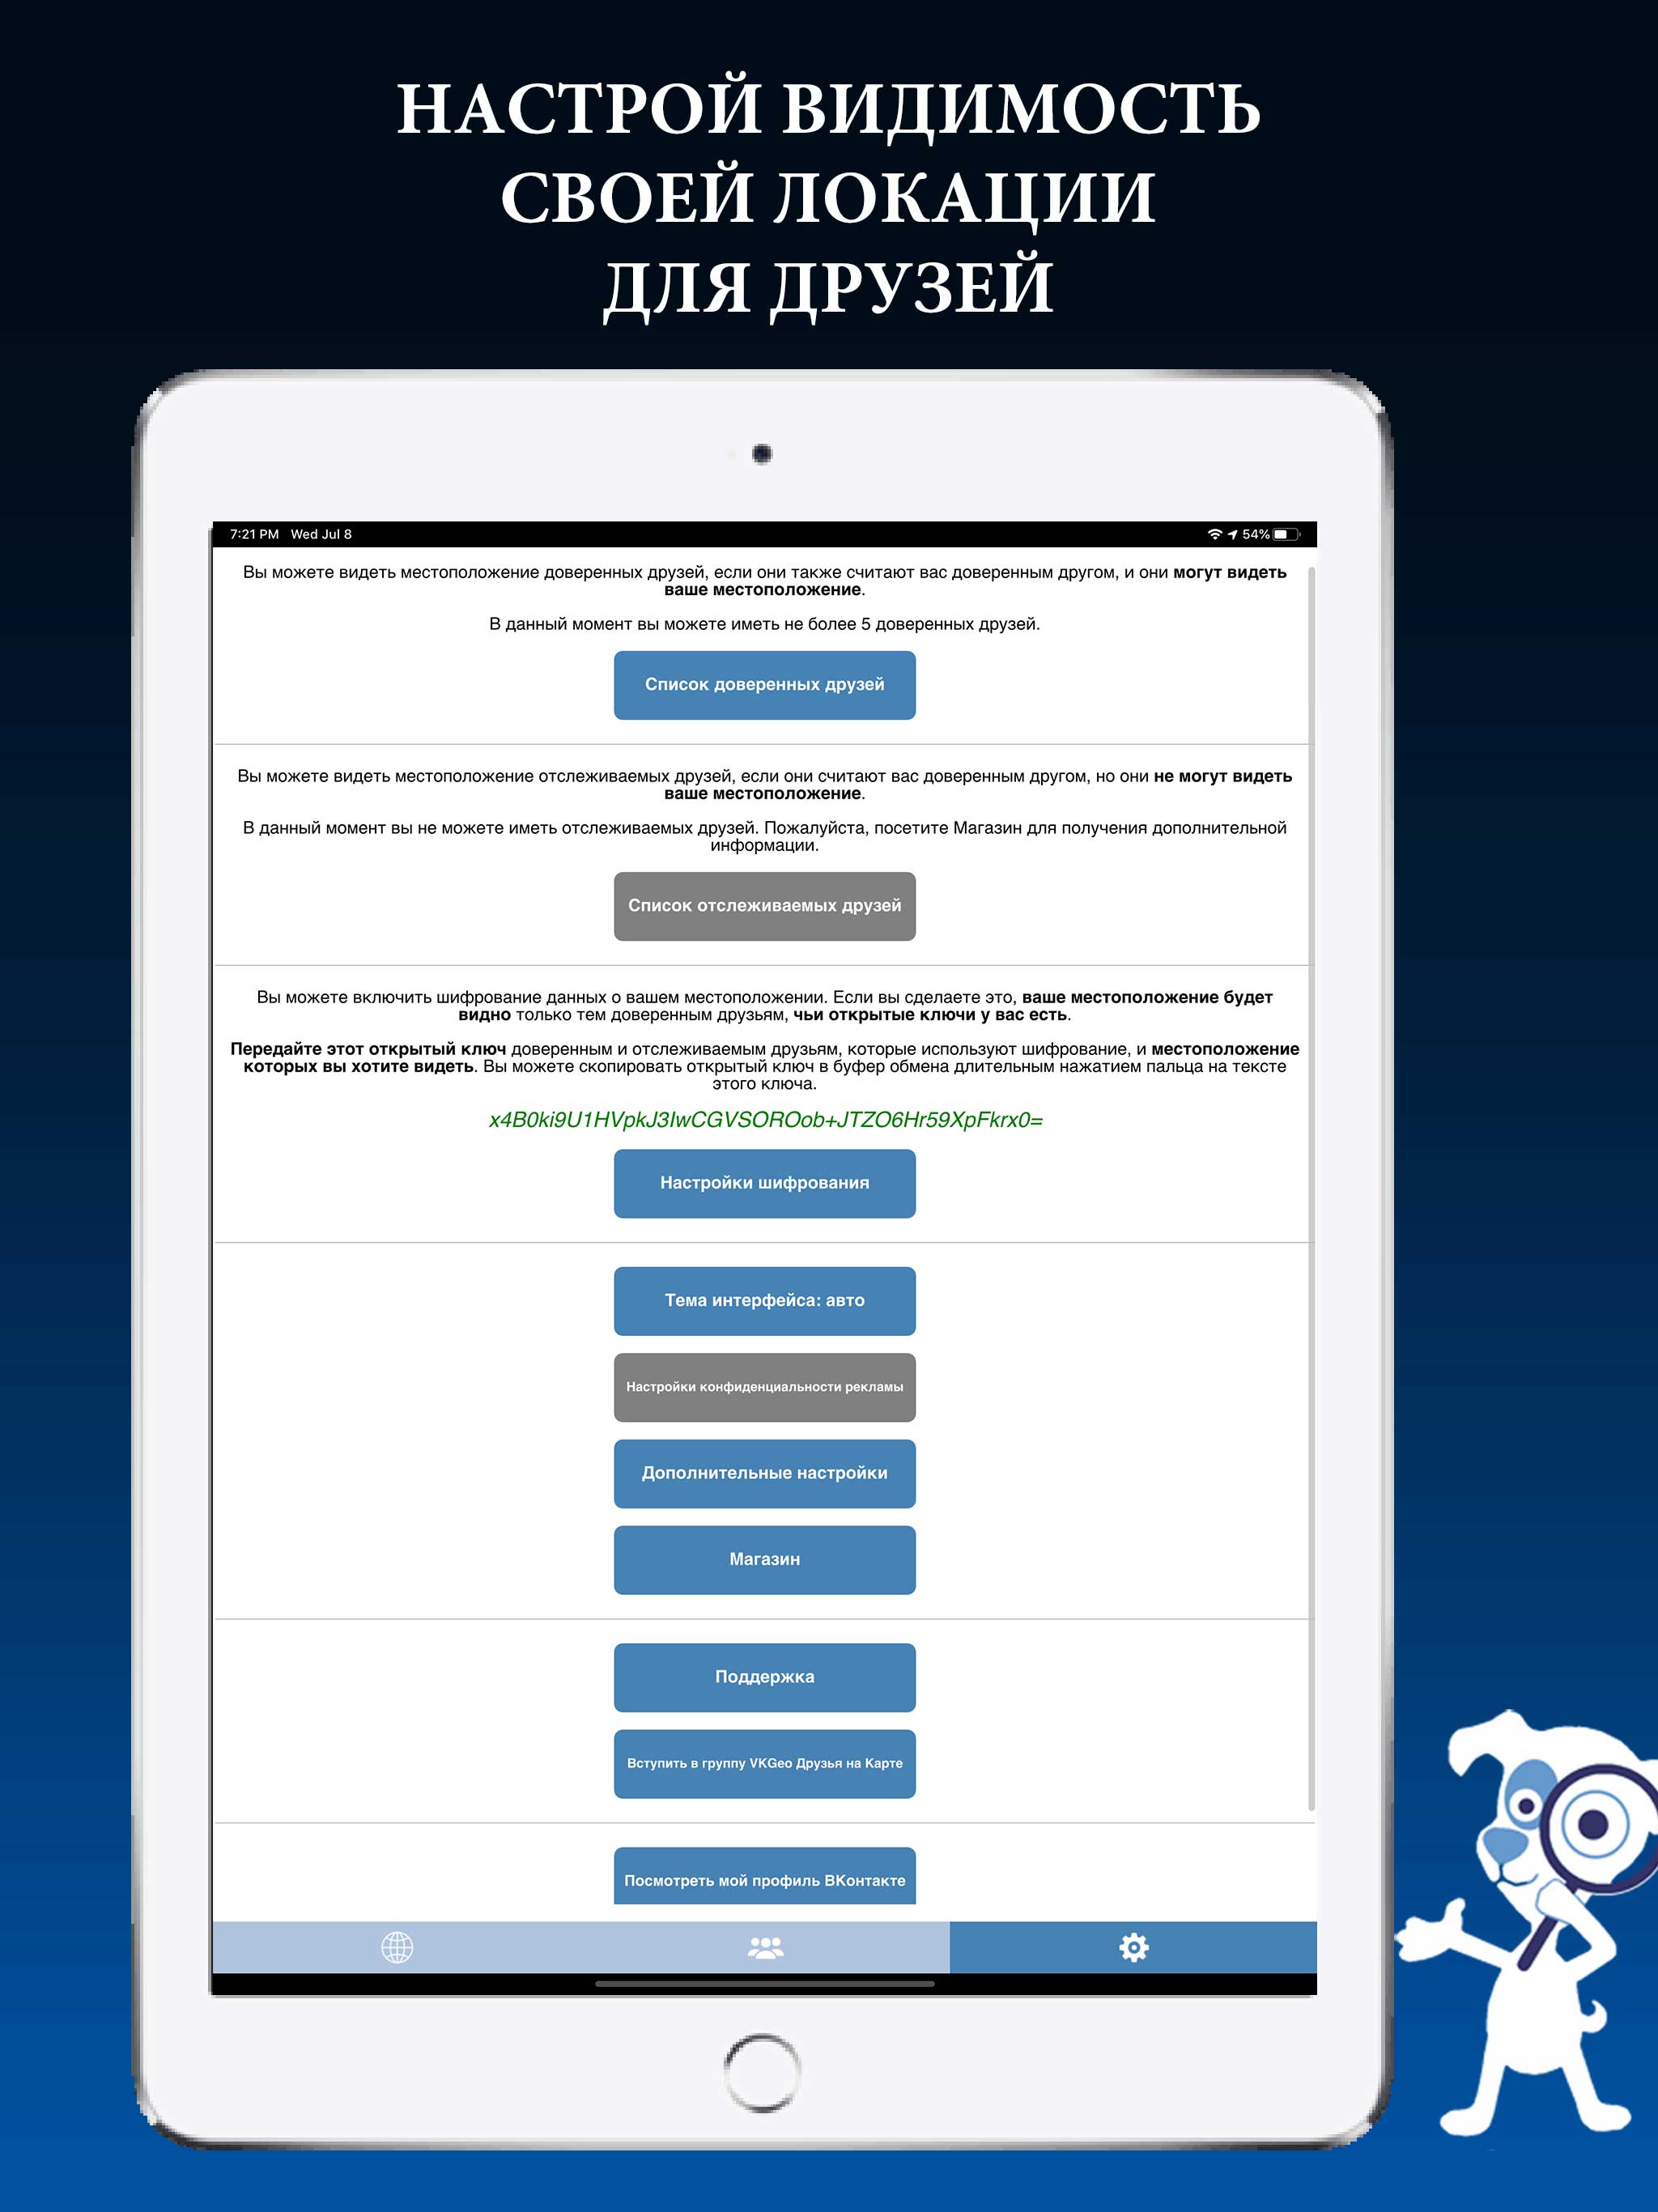 НАСТРОЙ ВИДИМОСТЬ
СВОЕЙ ЛОКАЦИИ
ДЛЯ ДРУЗЕЙ
7:21 PM Wed Jul 8 54%
Вы можете видеть местоположение доверенных друзей, если они также считают вас доверенным другом, и они могут видеть
ваше местоположение.
В данный момент вы можете иметь не более 5 доверенных друзей.
Список доверенных друзей
Вы можете видеть местоположение отслеживаемых друзей, если они считают вас доверенным другом, но они не могут видеть
ваше местоположение.
В данный момент вы не можете иметь отслеживаемых друзей. Пожалуйста, посетите Магазин для получения дополнительной
информации.
Список отслеживаемых друзей
Вы можете включить шифрование данных о вашем местоположении. Если вы сделаете это, ваше местоположение будет
видно только тем доверенным друзьям, чьи открытые ключи у вас есть.
Передайте этот открытый ключ доверенным и отслеживаемым друзьям, которые используют шифрование, и местоположение
которых вы хотите видеть. Вы можете скопировать открытый ключ в буфер обмена длительным нажатием пальца на тексте
этого ключа.
x4B0ki9U1HVpkJ3IwCGVSOROob+JTZO6Hr59XpFkrx0=
Настройки шифрования
Тема интерфейса: авто
Настройки конфиденциальности рекламы
Дополнительные настройки
Магазин
Поддержка
Вступить в группу VKGeo Друзья на Карте
Посмотреть мой профиль ВКонтакте